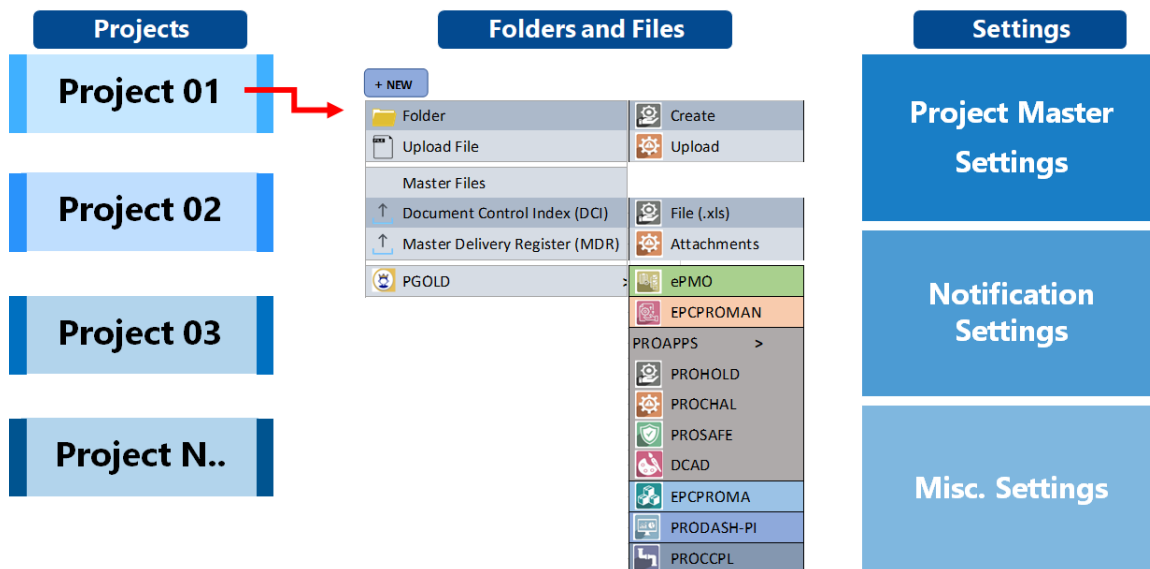 Projects
Project 01
Project 02
Project 03
Project N..
Folders and Files
+ NEW
Folder
Create
Upload File
Upload
Master Files
Document Control Index (DCI)
File (.xls)
Master Delivery Register (MDR)
Attachments
PGOLD >
ePMO
EPCPROMAN
PROAPPS >
PROHOLD
PROCHAL
PROSAFE
DCAD
EPCPROMA
PRODASH-PI
PROCCPL
Settings
Project Master
Settings
Notification
Settings
Misc. Settings